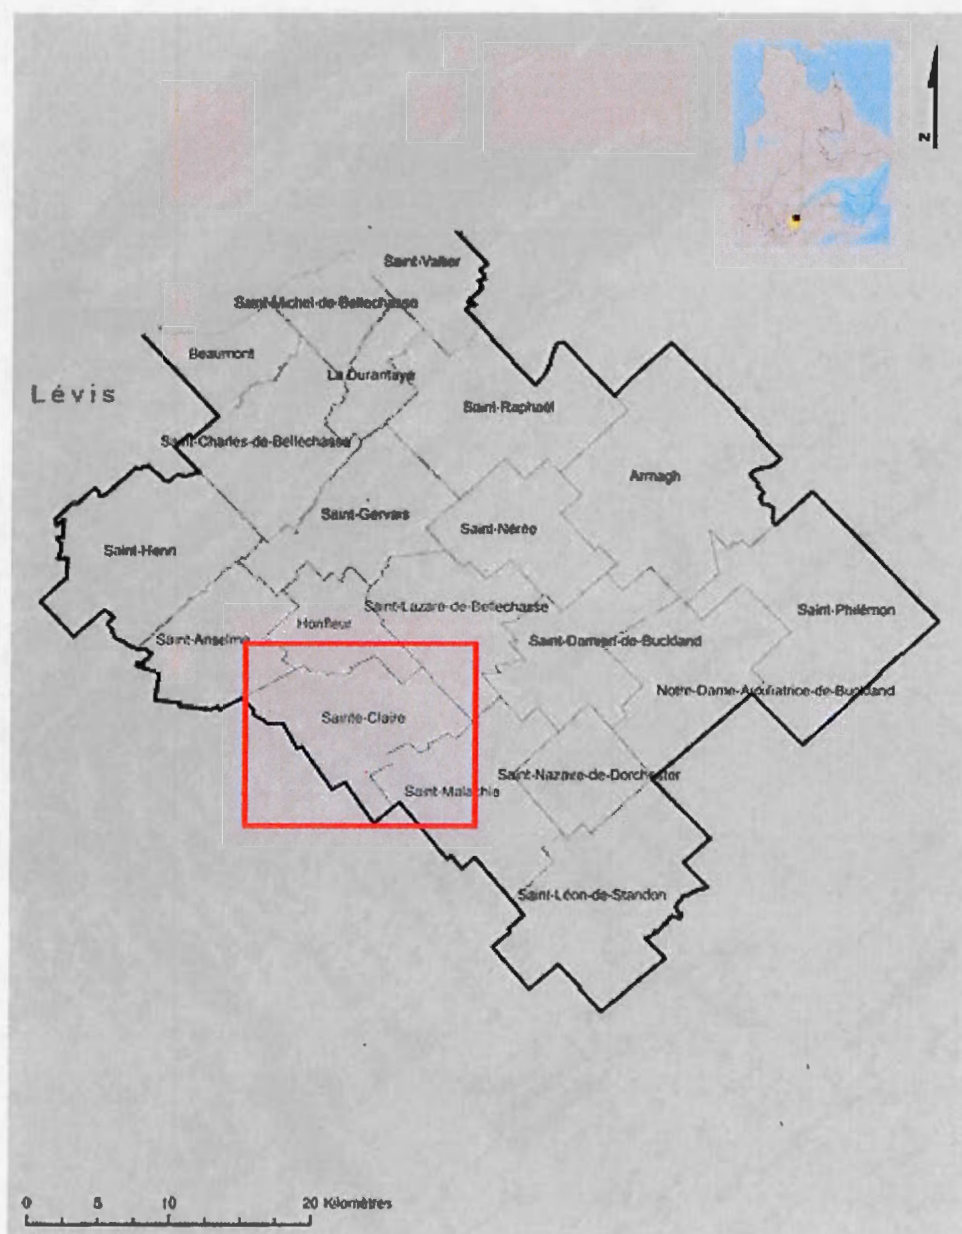 N
Saint-Vallier
Saint-Michel-de-Bellechasse
Beaumont
La Durantaye
Lévis
Saint-Raphaël
Saint-Charles-de-Bellechasse
Armagh
Saint-Gervais
Saint-Nérée
Saint-Henri
Saint-Lazare-de-Bellechasse
Saint-Philémon
Honfleur
Saint-Anselme
Saint-Damien-de-Buckland
Notre-Dame-Auxiliatrice-de-Buckland
Sainte-Claire
Saint-Nazaire-de-Dorchester
Saint-Malachie
Saint-Léon-de-Standon
0 5 10 20 Kilomètres